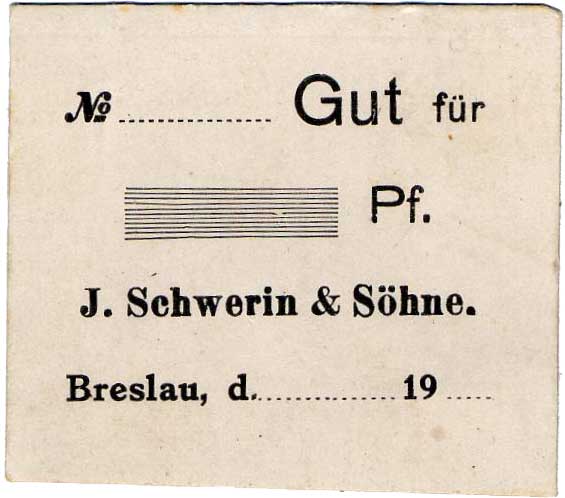 № .................... Gut für
Pf.
J. Schwerin & Söhne.
Breslau, d. .................. 19 ......